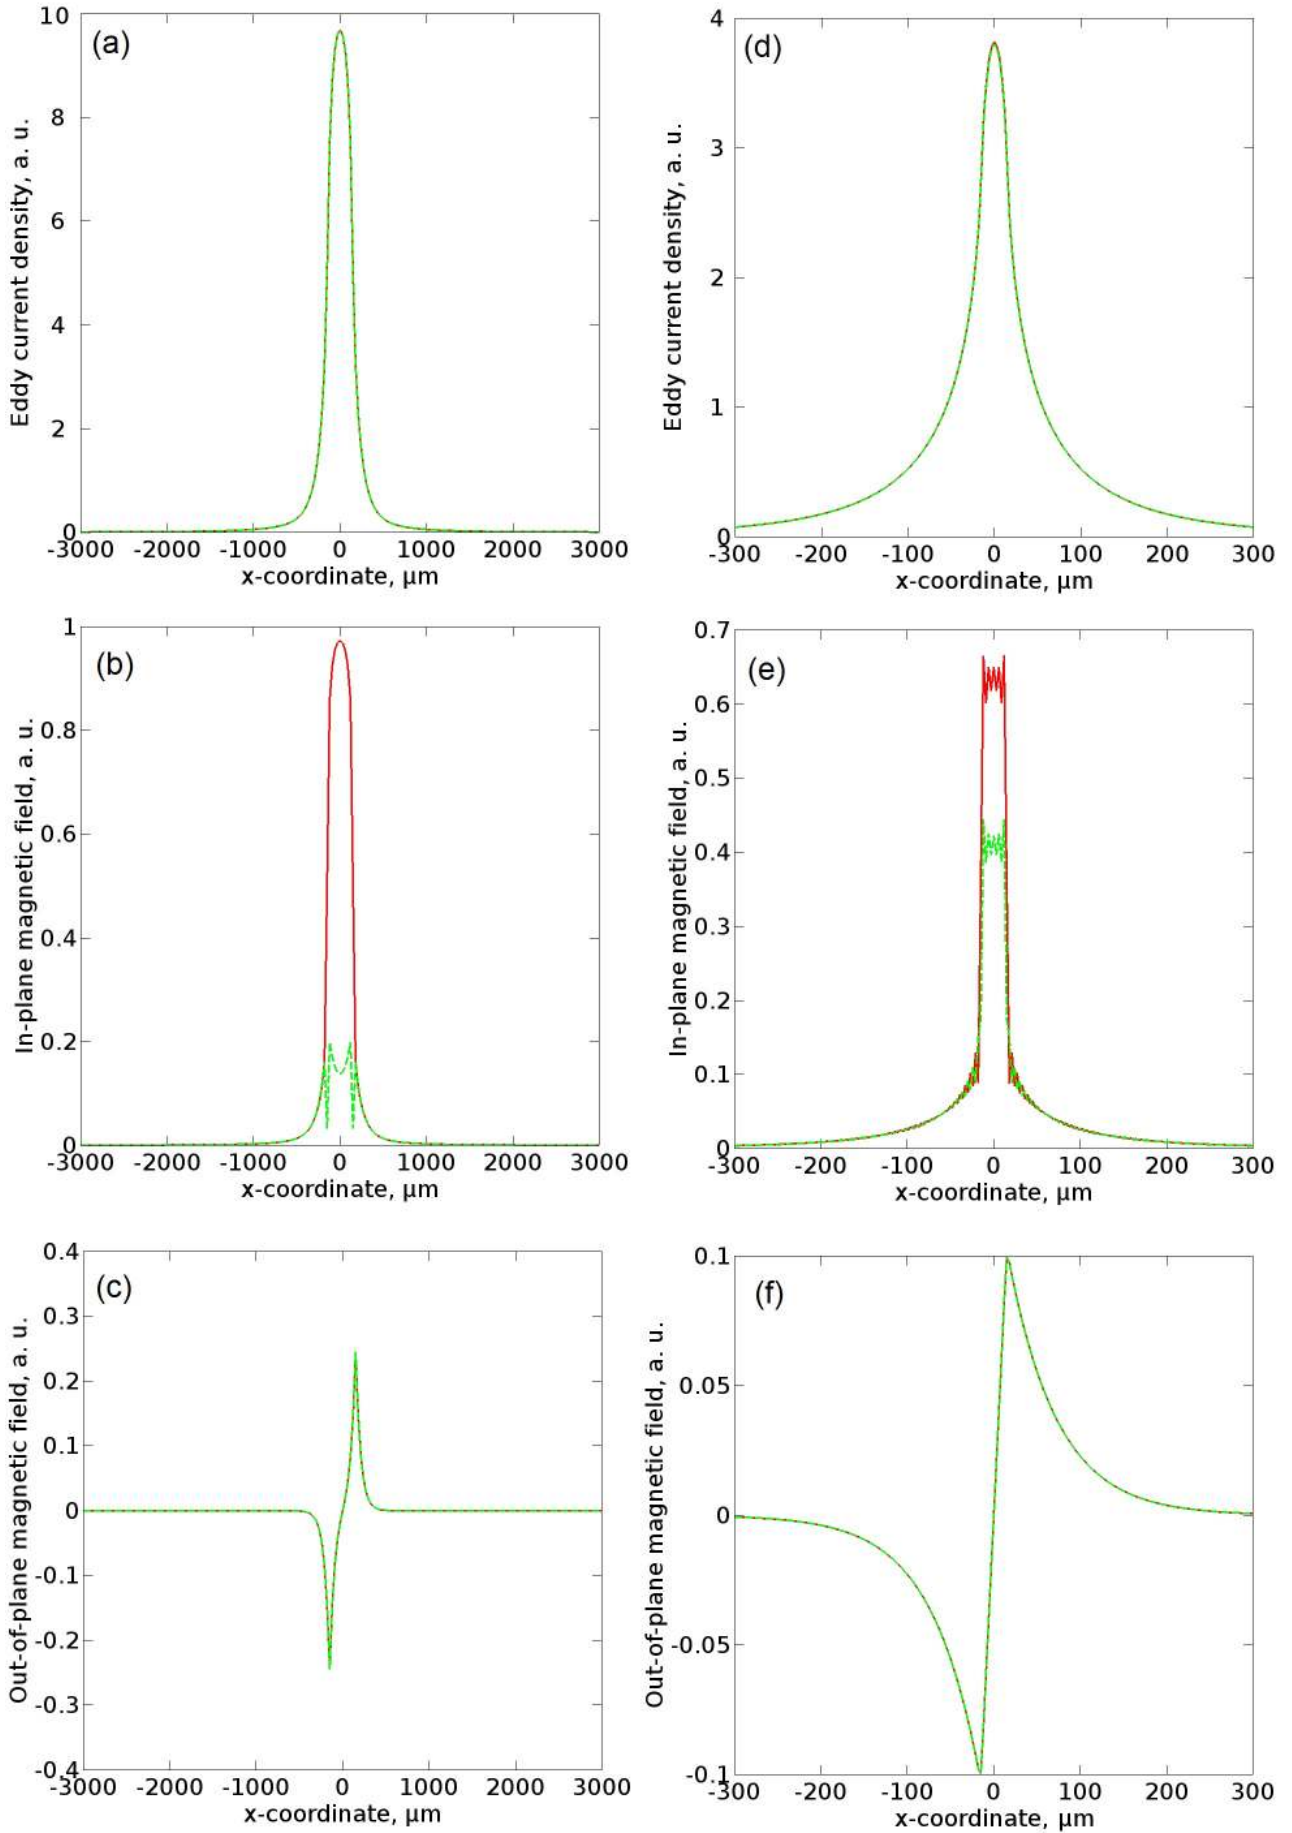 (a)
10
8
6
4
2
0
-3000 -2000 -1000 0 1000 2000 3000
x-coordinate, μm
Eddy current density, a. u.
(d)
4
3
2
1
0
-300 -200 -100 0 100 200 300
x-coordinate, μm
Eddy current density, a. u.
(b)
1
0.8
0.6
0.4
0.2
0
-3000 -2000 -1000 0 1000 2000 3000
x-coordinate, μm
In-plane magnetic field, a. u.
(e)
0.7
0.6
0.5
0.4
0.3
0.2
0.1
0
-300 -200 -100 0 100 200 300
x-coordinate, μm
In-plane magnetic field, a. u.
(c)
0.4
0.3
0.2
0.1
0
-0.1
-0.2
-0.3
-0.4
-3000 -2000 -1000 0 1000 2000 3000
x-coordinate, μm
Out-of-plane magnetic field, a. u.
(f)
0.1
0.05
0
-0.05
-0.1
-300 -200 -100 0 100 200 300
x-coordinate, μm
Out-of-plane magnetic field, a. u.